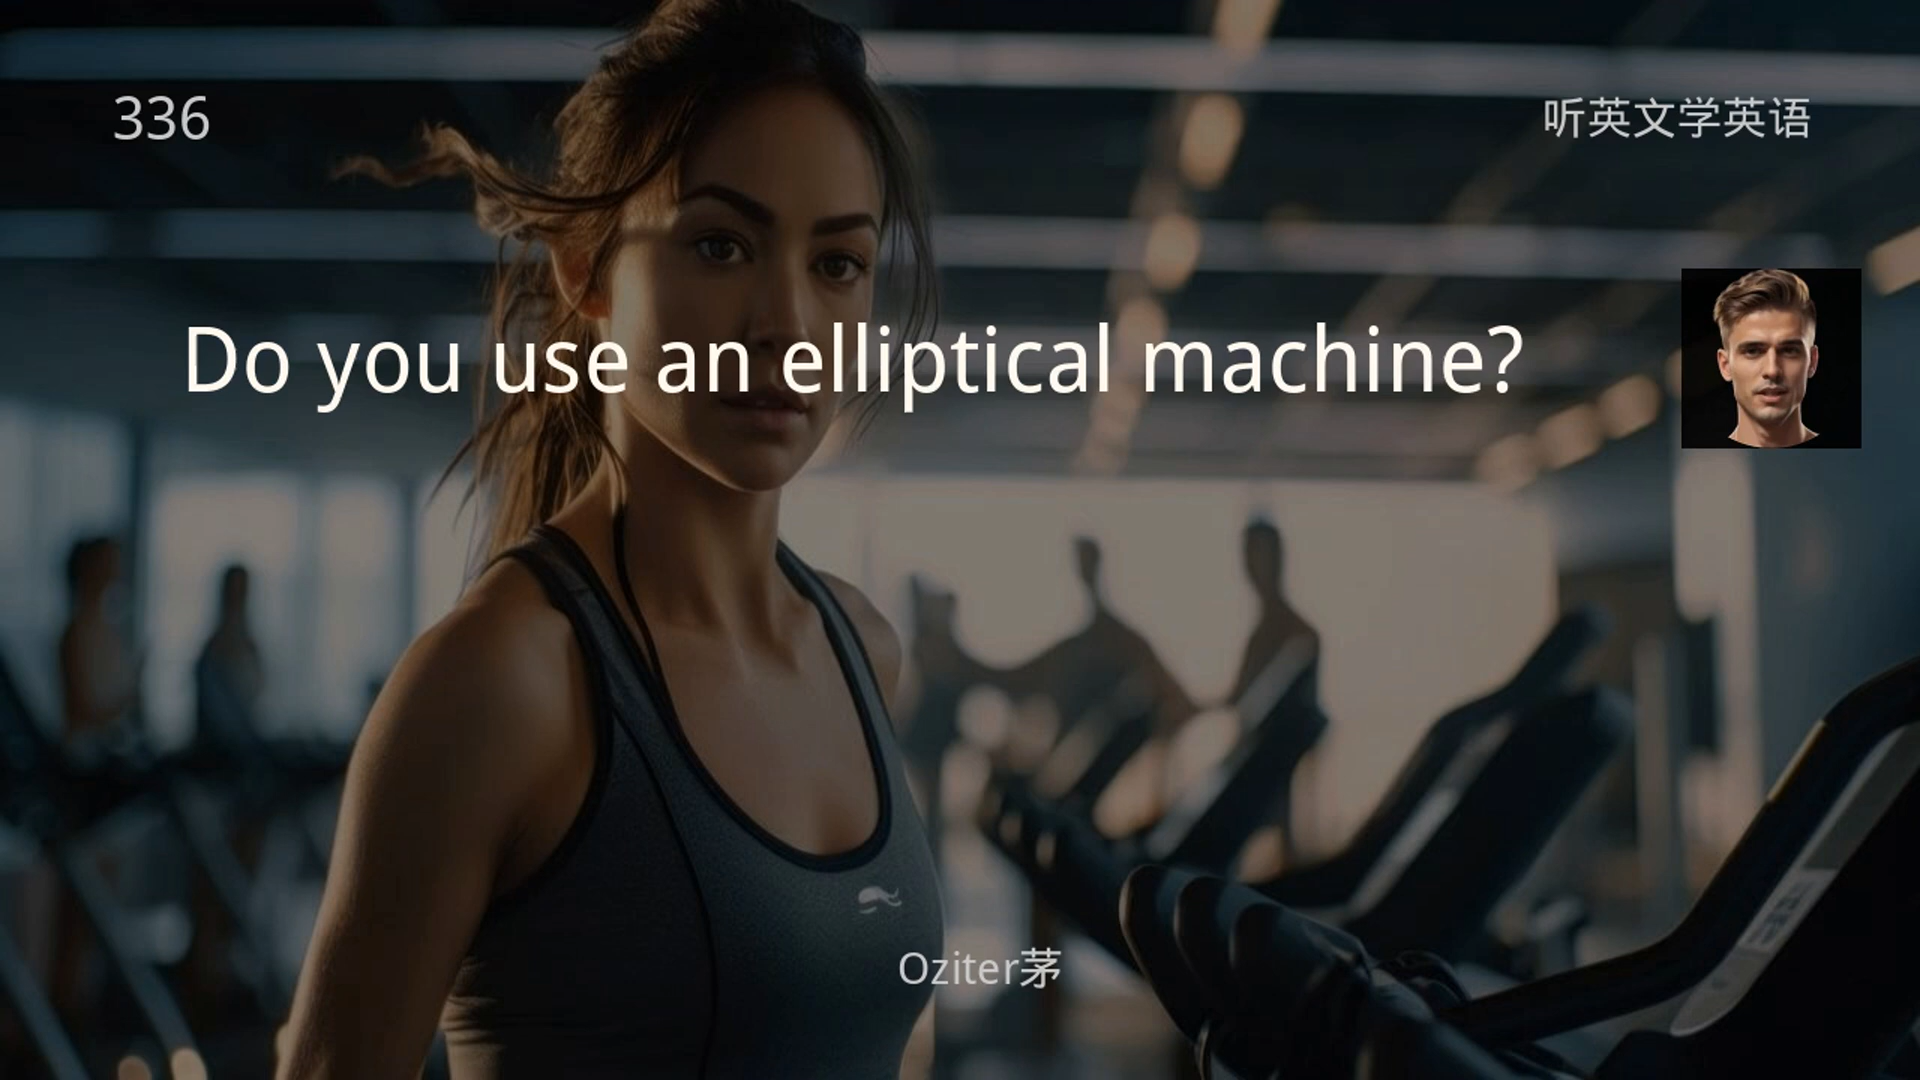 336
听英文学英语
Do you use an elliptical machine?
Oziter茅